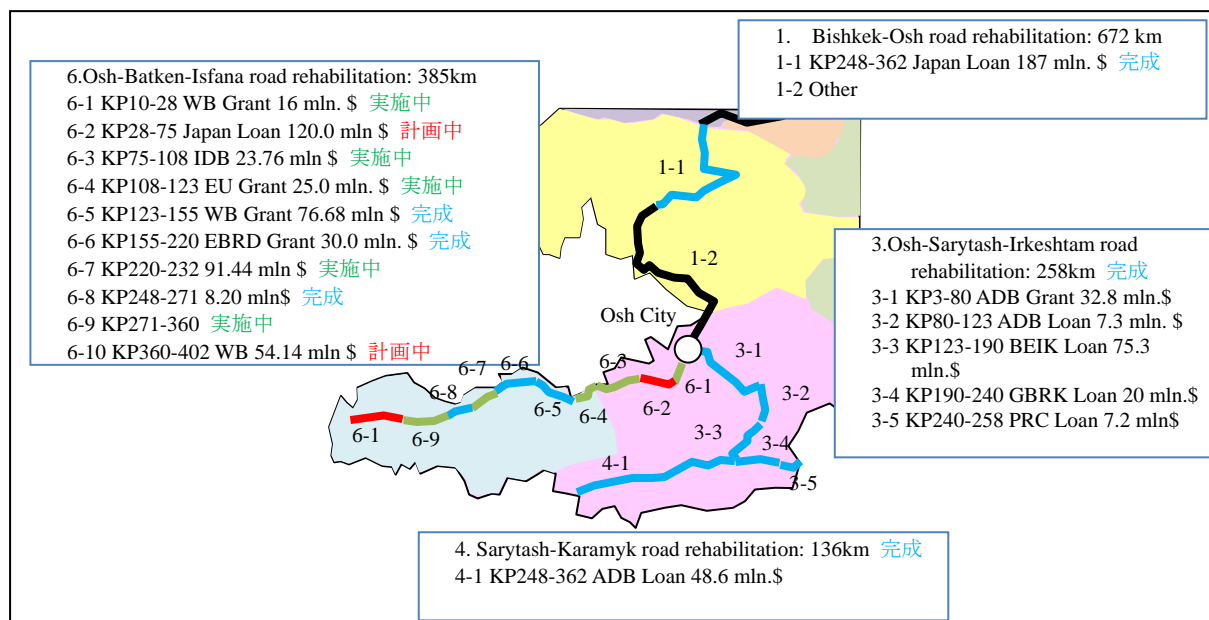 1. Bishkek-Osh road rehabilitation: 672 km
1-1 KP248-362 Japan Loan 187 mln. $ 完成
1-2 Other
6.Osh-Batken-Isfana road rehabilitation: 385km
6-1 KP10-28 WB Grant 16 mln. $ 実施中
6-2 KP28-75 Japan Loan 120.0 mln $ 計画中
6-3 KP75-108 IDB 23.76 mln $ 実施中
6-4 KP108-123 EU Grant 25.0 mln. $ 実施中
6-5 KP123-155 WB Grant 76.68 mln $ 完成
6-6 KP155-220 EBRD Grant 30.0 mln. $ 完成
6-7 KP220-232 91.44 mln $ 実施中
6-8 KP248-271 8.20 mln$ 完成
6-9 KP271-360 実施中
6-10 KP360-402 WB 54.14 mln $ 計画中
1-1
1-2
Osh City
3.Osh-Sarytash-Irkeshtam road
rehabilitation: 258km 完成
3-1 KP3-80 ADB Grant 32.8 mln.$
3-2 KP80-123 ADB Loan 7.3 mln. $
3-3 KP123-190 BEIK Loan 75.3
mln.$
3-4 KP190-240 GBRK Loan 20 mln.$
3-5 KP240-258 PRC Loan 7.2 mln$
3-1
6-3
6-6
6-7
6-1
3-2
6-8
6-5
6-4
6-2
6-1
6-9
3-3
3-4
4-1
3-5
4. Sarytash-Karamyk road rehabilitation: 136km 完成
4-1 KP248-362 ADB Loan 48.6 mln.$